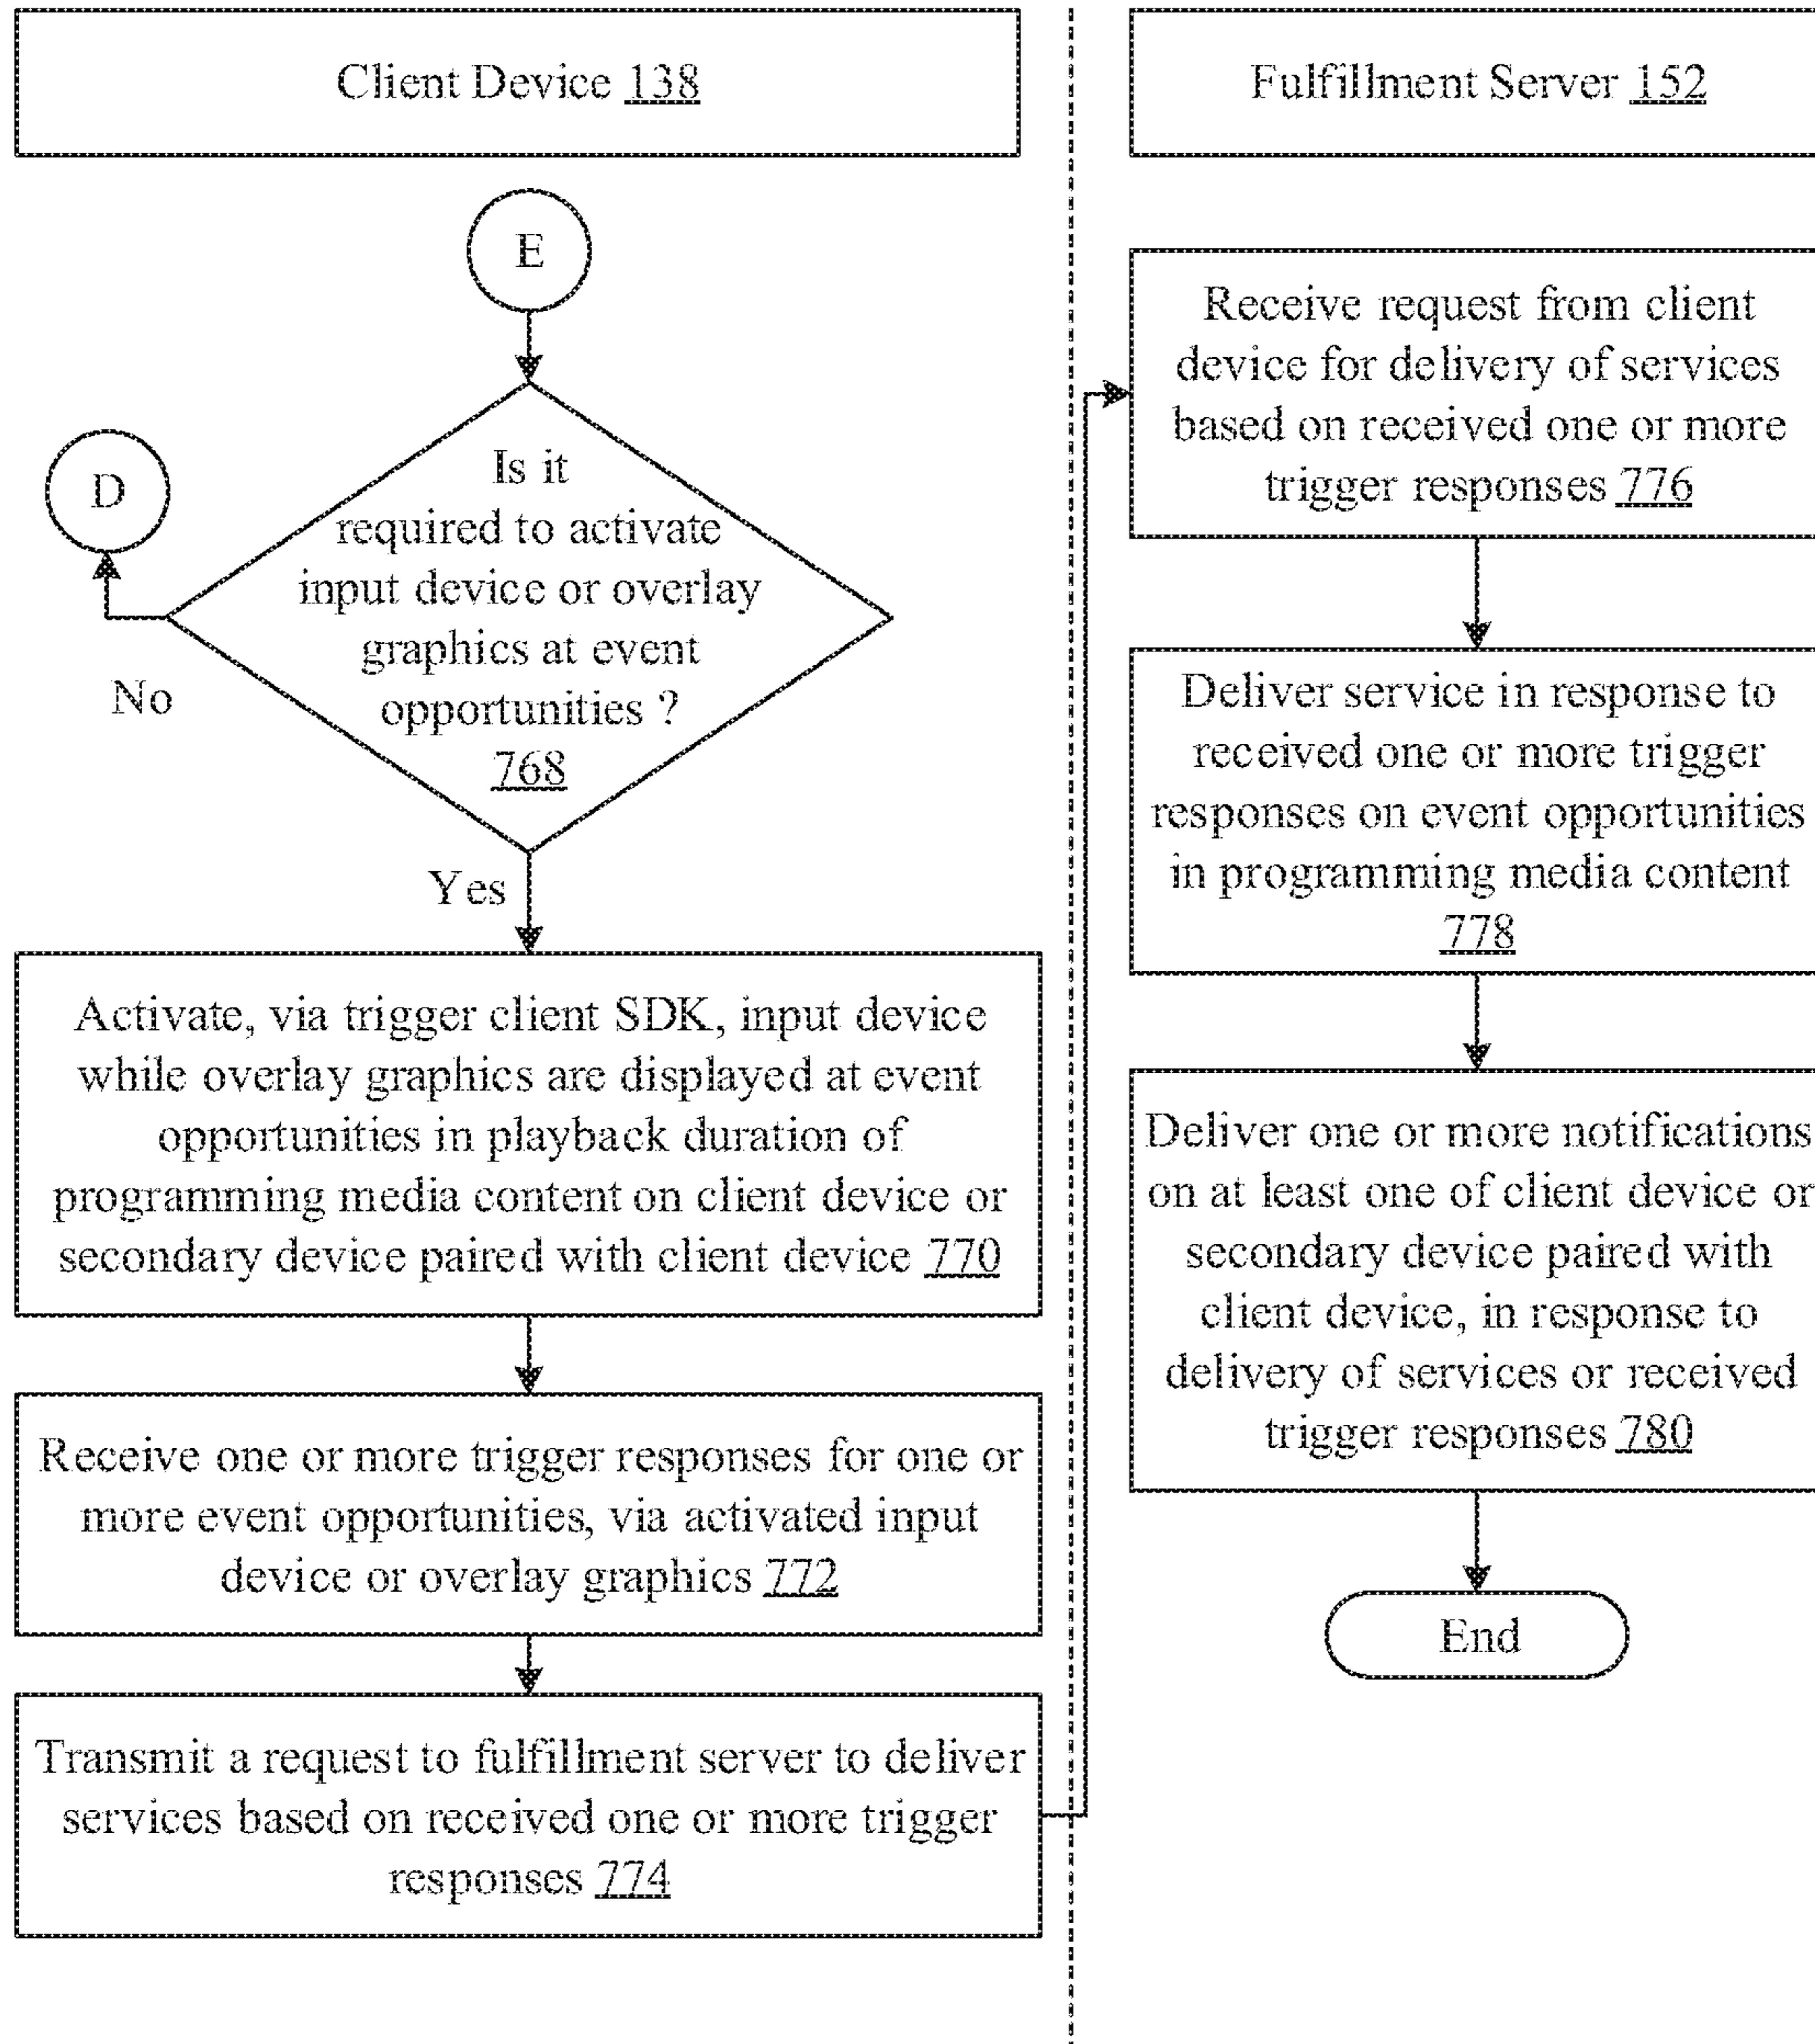 Client Device 138
E
D
Is it
required to activate
input device or overlay
graphics at event
opportunities ?
768
No
Yes
Activate, via trigger client SDK, input device
while overlay graphics are displayed at event
opportunities in playback duration of
programming media content on client device or
secondary device paired with client device 770
Receive one or more trigger responses for one or
more event opportunities, via activated input
device or overlay graphics 772
Transmit a request to fulfillment server to deliver
services based on received one or more trigger
responses 774
Fulfillment Server 152
Receive request from client
device for delivery of services
based on received one or more
trigger responses 776
Deliver service in response to
received one or more trigger
responses on event opportunities
in programming media content
778
Deliver one or more notifications
on at least one of client device or
secondary device paired with
client device, in response to
delivery of services or received
trigger responses 780
End